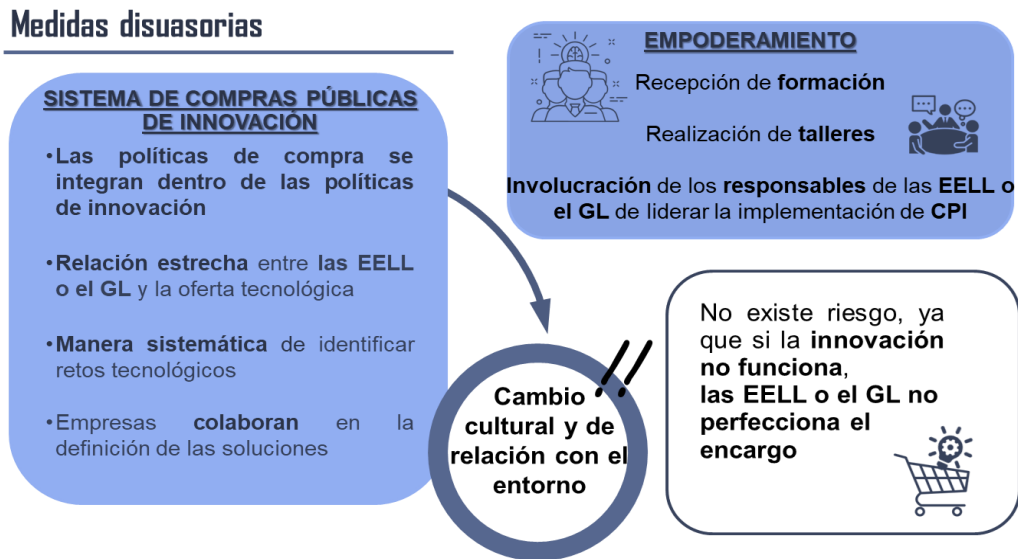 Medidas disuasorias
SISTEMA DE COMPRAS PÚBLICAS
DE INNOVACIÓN
•Las políticas de compra se
integran dentro de las políticas
de innovación
•Relación estrecha entre las EELL
o el GL y la oferta tecnológica
•Manera sistemática de identificar
retos tecnológicos
•Empresas colaboran en la
definición de las soluciones
EMPODERAMIENTO
Recepción de formación
Realización de talleres
Involucración de los responsables de las EELL o
el GL de liderar la implementación de CPI
Cambio
cultural y de
relación con el
entorno
!!
No existe riesgo, ya
que si la innovación
no funciona,
las EELL o el GL no
perfecciona el
encargo